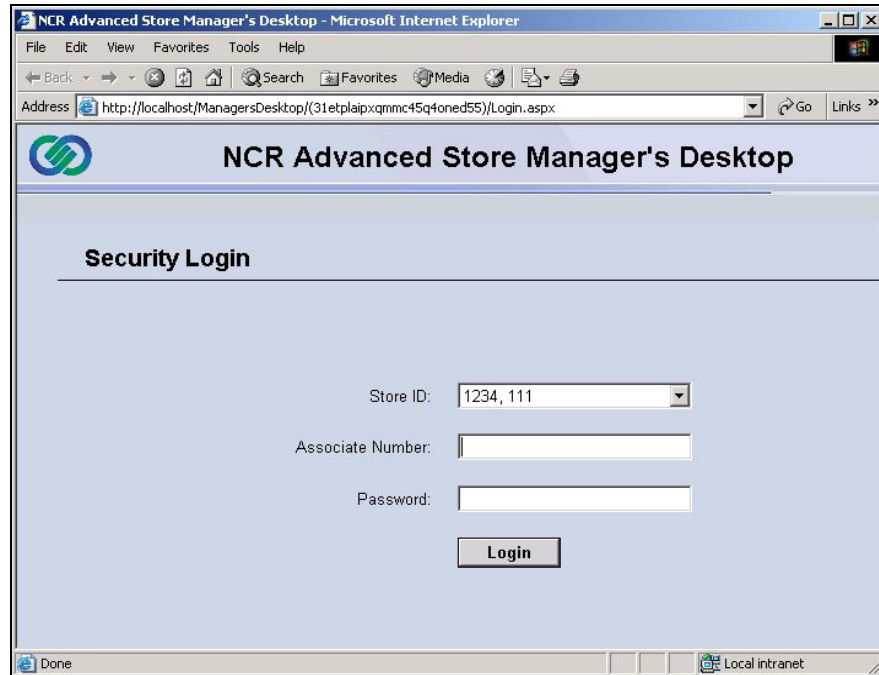 NCR Advanced Store Manager's Desktop - Microsoft Internet Explorer
File Edit View Favorites Tools Help
Back Search Favorites Media
Address http://localhost/ManagersDesktop/(31etplaipxqmmc45q4oned55)/Login.aspx Go Links »
NCR Advanced Store Manager's Desktop
Security Login
Store ID: 1234, 111
Associate Number:
Password:
Login
Done Local intranet